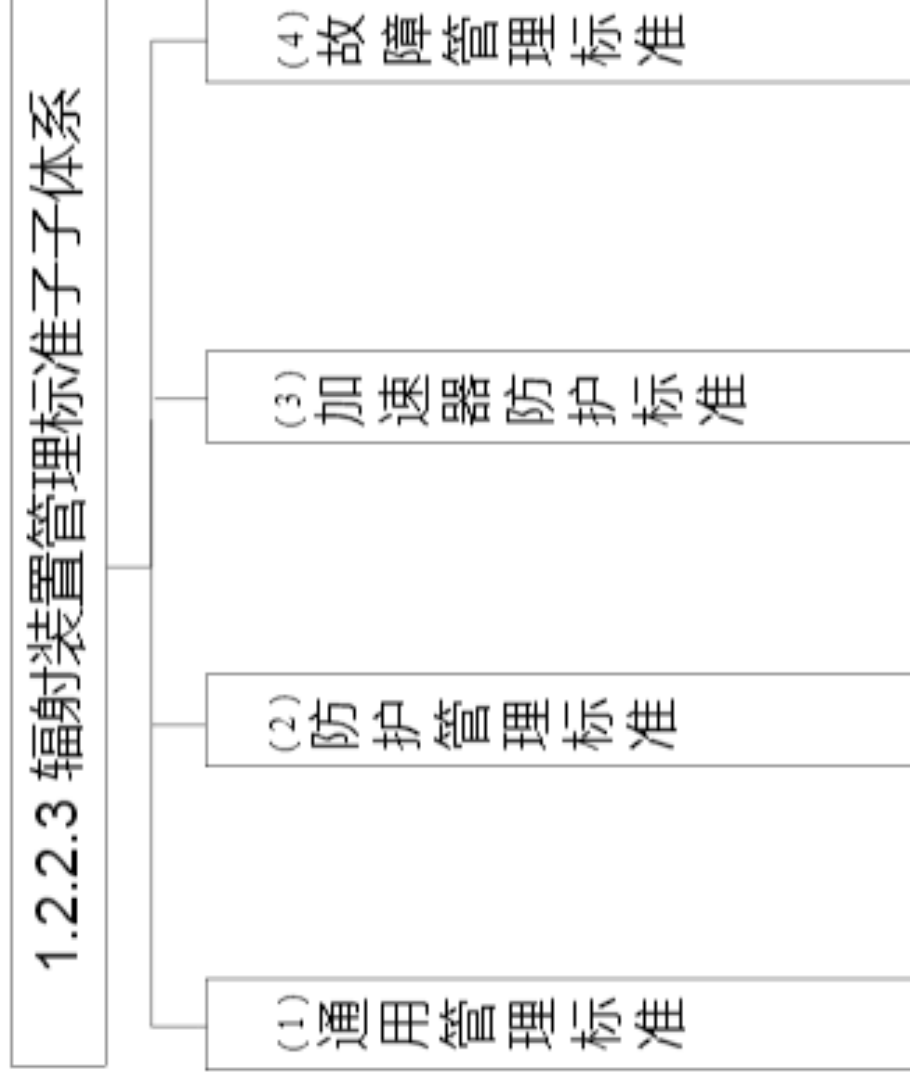 1.2.2.3 辐射装置管理标准子子体系
(1)通用管理标准
(2)防护管理标准
(3)加速器防护标准
(4)故障管理标准